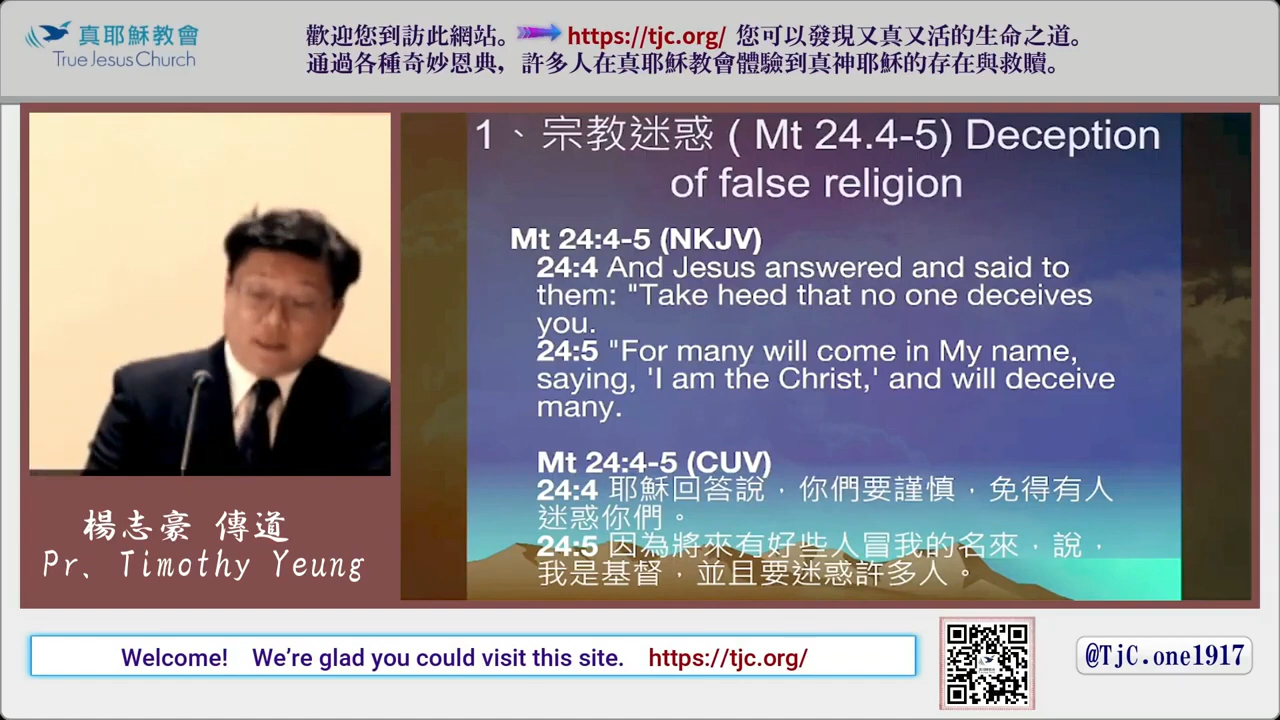 真耶穌教會
True Jesus Church
歡迎您到訪此網站。 https://tjc.org/ 您可以發現又真又活的生命之道。
通過各種奇妙恩典，許多人在真耶穌教會體驗到真神耶穌的存在與救贖。
1、宗教迷惑 ( Mt 24.4-5) Deception
of false religion
Mt 24:4-5 (NKJV)
24:4 And Jesus answered and said to
them: "Take heed that no one deceives
you.
24:5 "For many will come in My name,
saying, 'I am the Christ,' and will deceive
many.
Mt 24:4-5 (CUV)
24:4 耶穌回答說，你們要謹慎，免得有人
迷惑你們。
24:5 因為將來有好些人冒我的名來，說，
我是基督，並且要迷惑許多人。
楊志豪 傳道
Pr、Timothy Yeung
Welcome! We’re glad you could visit this site. https://tjc.org/
@TjC.one1917